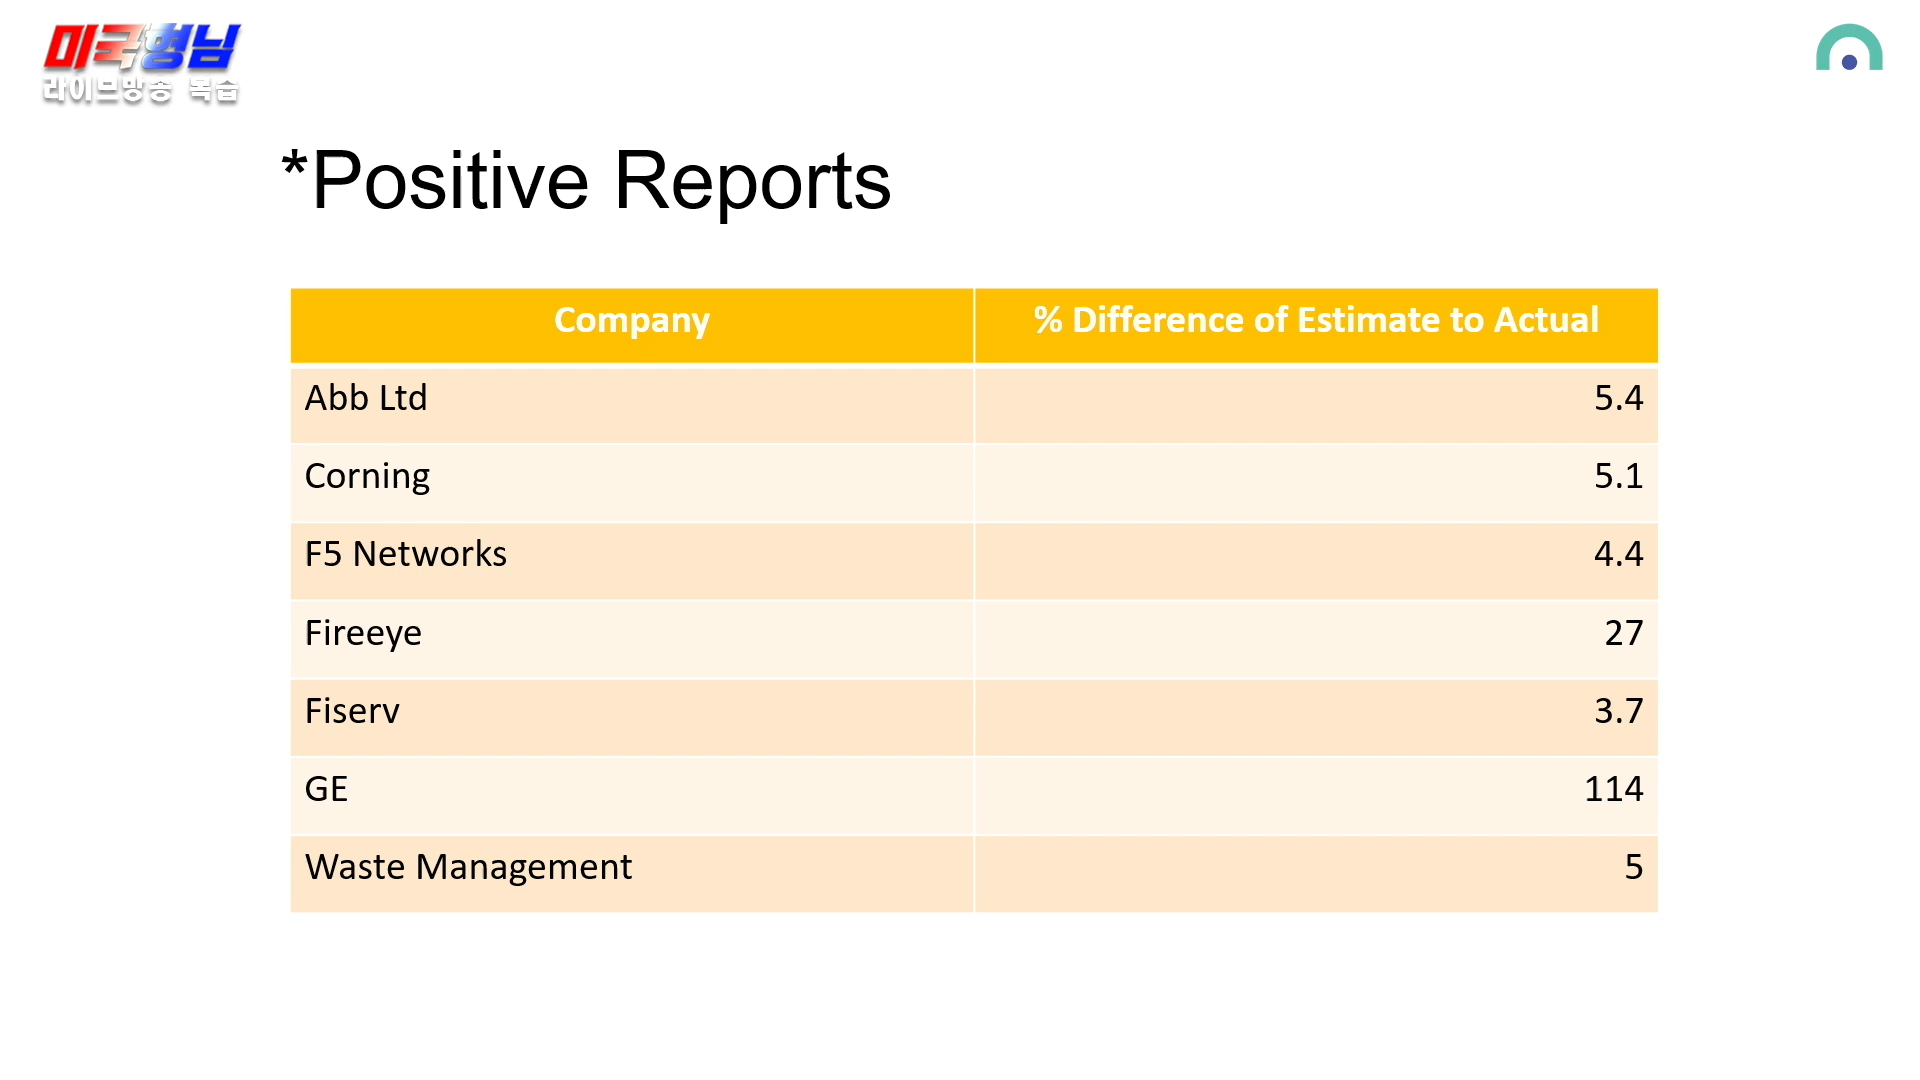 미국형님
라이브방송 복습
*Positive Reports
Company % Difference of Estimate to Actual
Abb Ltd 5.4
Corning 5.1
F5 Networks 4.4
Fireeye 27
Fiserv 3.7
GE 114
Waste Management 5